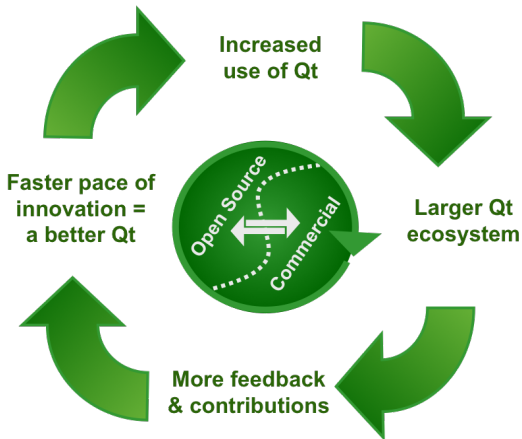 Increased
use of Qt
Larger Qt
ecosystem
More feedback
& contributions
Faster pace of
innovation =
a better Qt
Open Source
Commercial